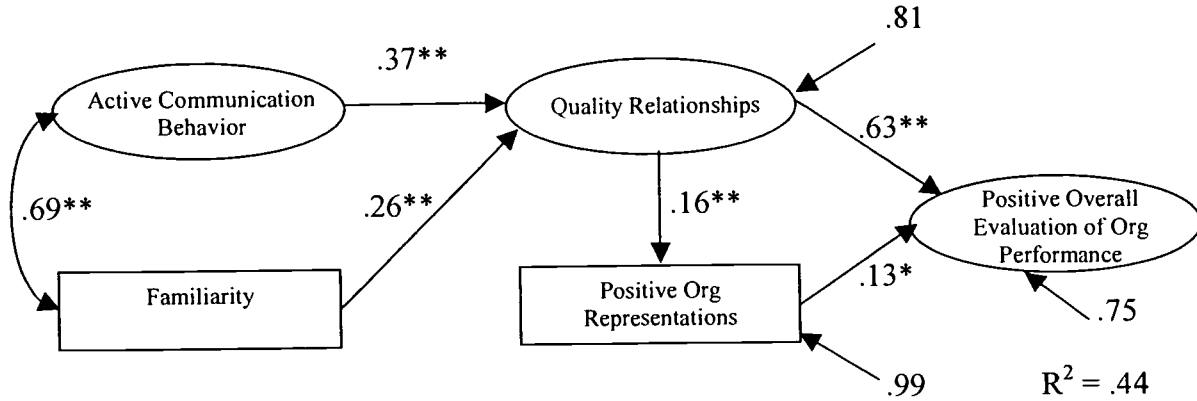 .81
.37**
Active Communication
Behavior
Quality Relationships
.63**
.69**
.26**
.16**
Positive Overall
Evaluation of Org
Performance
.13*
Familiarity
Positive Org
Representations
.75
.99
R² = .44